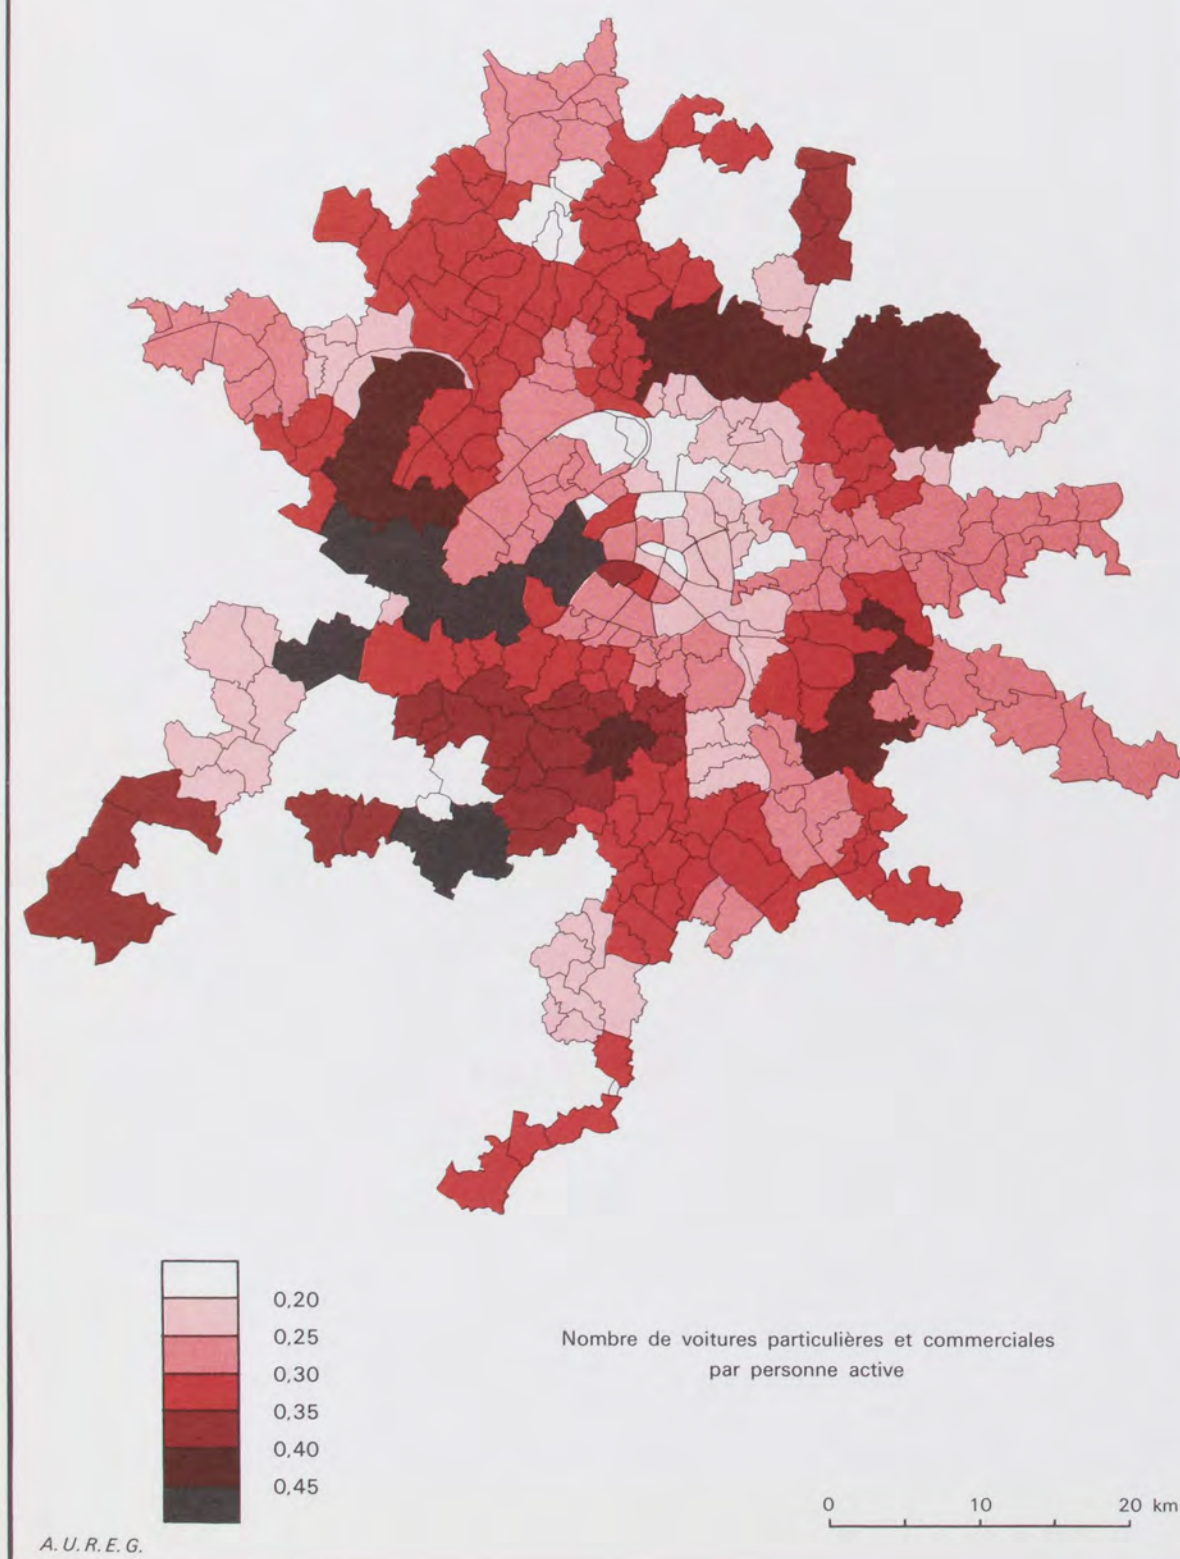 0,20
0,25
0,30
0,35
0,40
0,45
Nombre de voitures particulières et commerciales
par personne active
0 10 20 km
A.U.R.E.G.